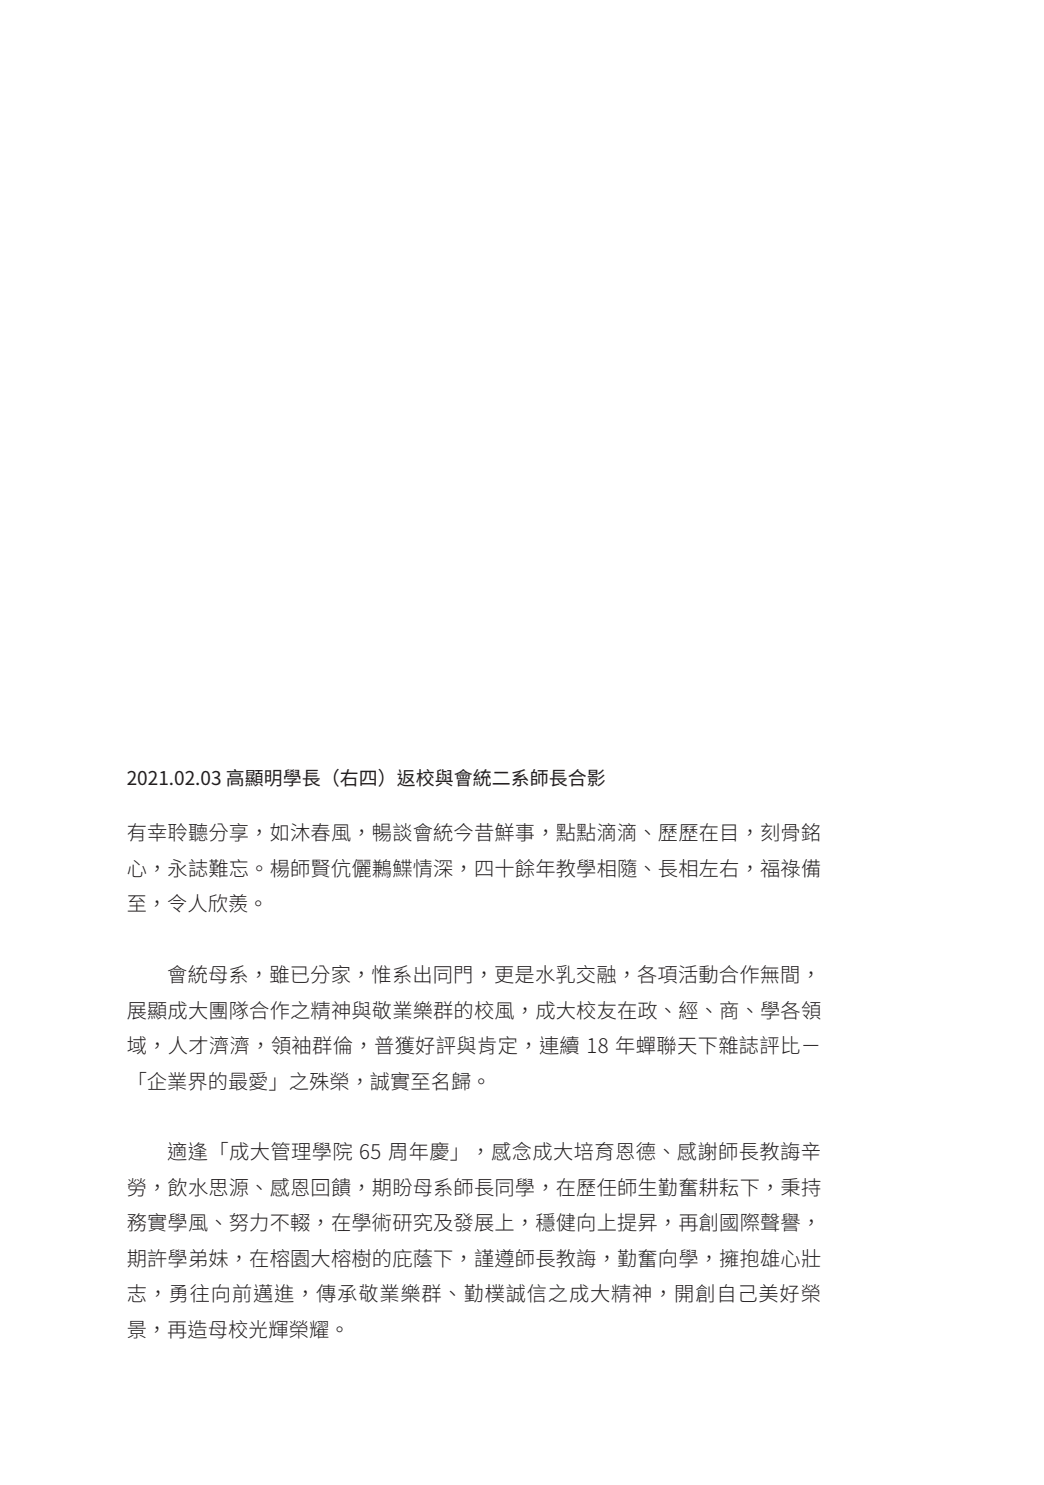 2021.02.03 高顯明學長（右四）返校與會統二系師長合影
有幸聆聽分享，如沐春風，暢談會統今昔鮮事，點點滴滴、歷歷在目，刻骨銘
心，永誌難忘。楊師賢伉儷鶼鰈情深，四十餘年教學相隨、長相左右，福祿備
至，令人欣羨。
會統母系，雖已分家，惟系出同門，更是水乳交融，各項活動合作無間，
展顯成大團隊合作之精神與敬業樂群的校風，成大校友在政、經、商、學各領
域，人才濟濟，領袖群倫，普獲好評與肯定，連續 18 年蟬聯天下雜誌評比－
「企業界的最愛」之殊榮，誠實至名歸。
適逢「成大管理學院 65 周年慶」，感念成大培育恩德、感謝師長教誨辛
勞，飲水思源、感恩回饋，期盼母系師長同學，在歷任師生勤奮耕耘下，秉持
務實學風、努力不輟，在學術研究及發展上，穩健向上提昇，再創國際聲譽，
期許學弟妹，在榕園大榕樹的庇蔭下，謹遵師長教誨，勤奮向學，擁抱雄心壯
志，勇往向前邁進，傳承敬業樂群、勤樸誠信之成大精神，開創自己美好榮
景，再造母校光輝榮耀。